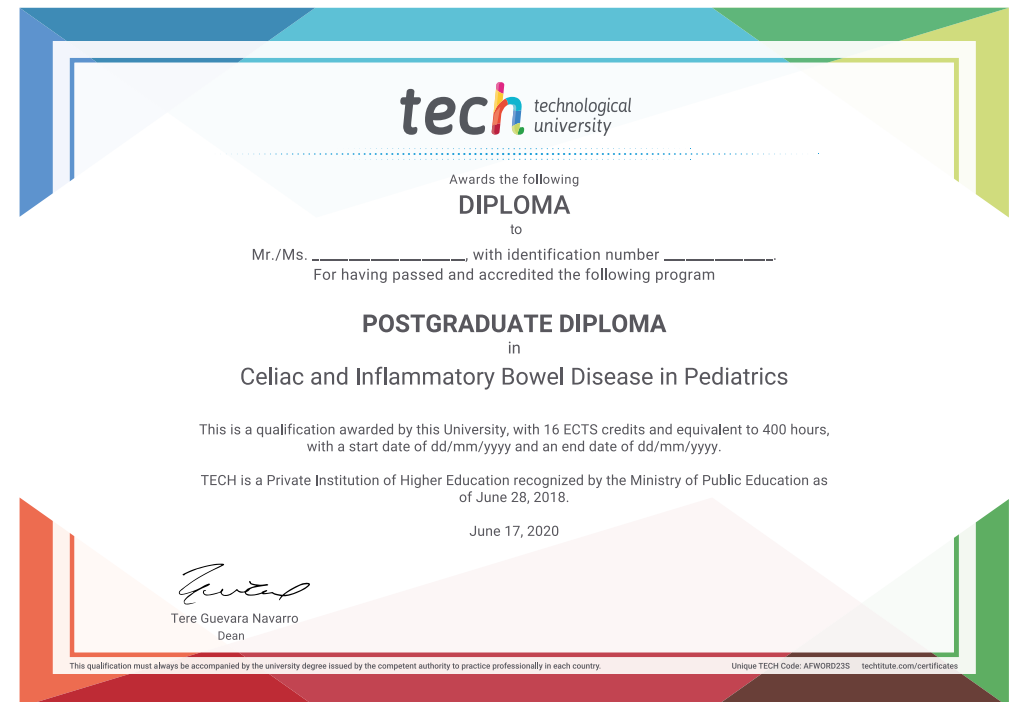 tech technological
university
Awards the following
DIPLOMA
to
Mr./Ms. ___________________, with identification number _____________.
For having passed and accredited the following program
POSTGRADUATE DIPLOMA
in
Celiac and Inflammatory Bowel Disease in Pediatrics
This is a qualification awarded by this University, with 16 ECTS credits and equivalent to 400 hours,
with a start date of dd/mm/yyyy and an end date of dd/mm/yyyy.
TECH is a Private Institution of Higher Education recognized by the Ministry of Public Education as
of June 28, 2018.
June 17, 2020
Tere Guevara Navarro
Dean
This qualification must always be accompanied by the university degree issued by the competent authority to practice professionally in each country.
Unique TECH Code: AFWORD23S techtitute.com/certificates